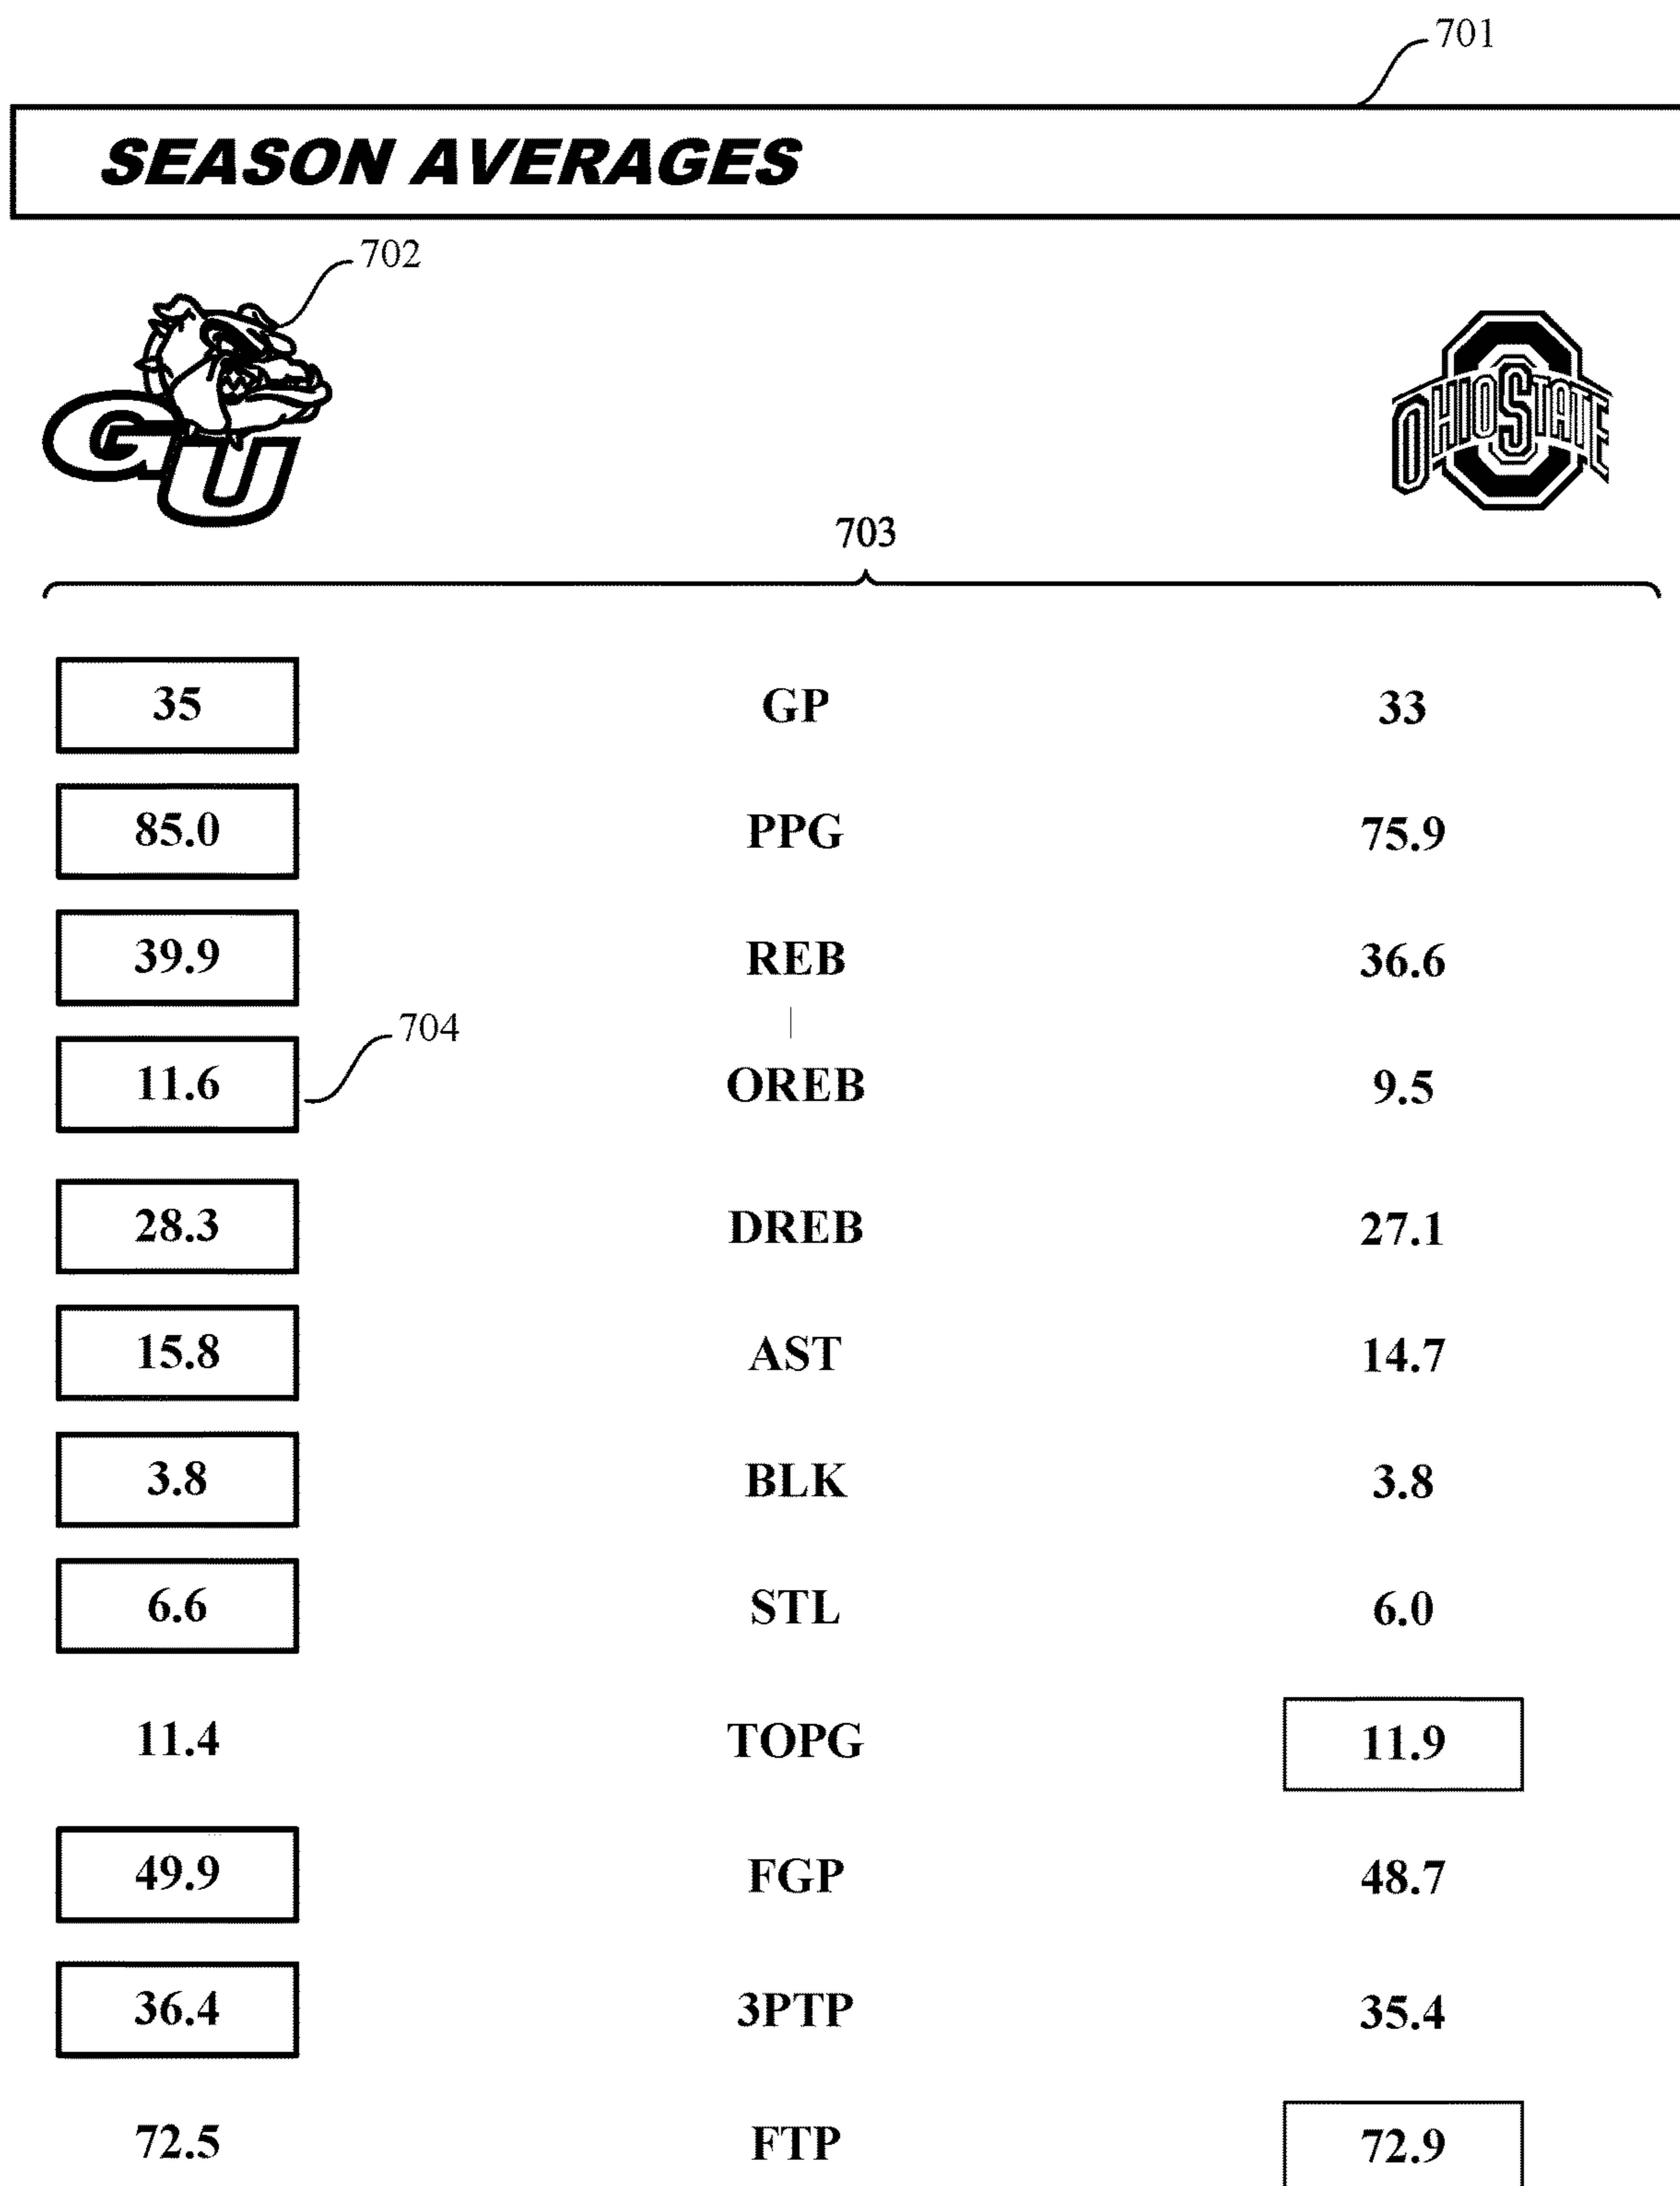 701
SEASON AVERAGES
702
GU
OHIO STATE
703
35 GP 33
85.0 PPG 75.9
39.9 REB 36.6
704
11.6 OREB 9.5
28.3 DREB 27.1
15.8 AST 14.7
3.8 BLK 3.8
6.6 STL 6.0
11.4 TOPG 11.9
49.9 FGP 48.7
36.4 3PTP 35.4
72.5 FTP 72.9